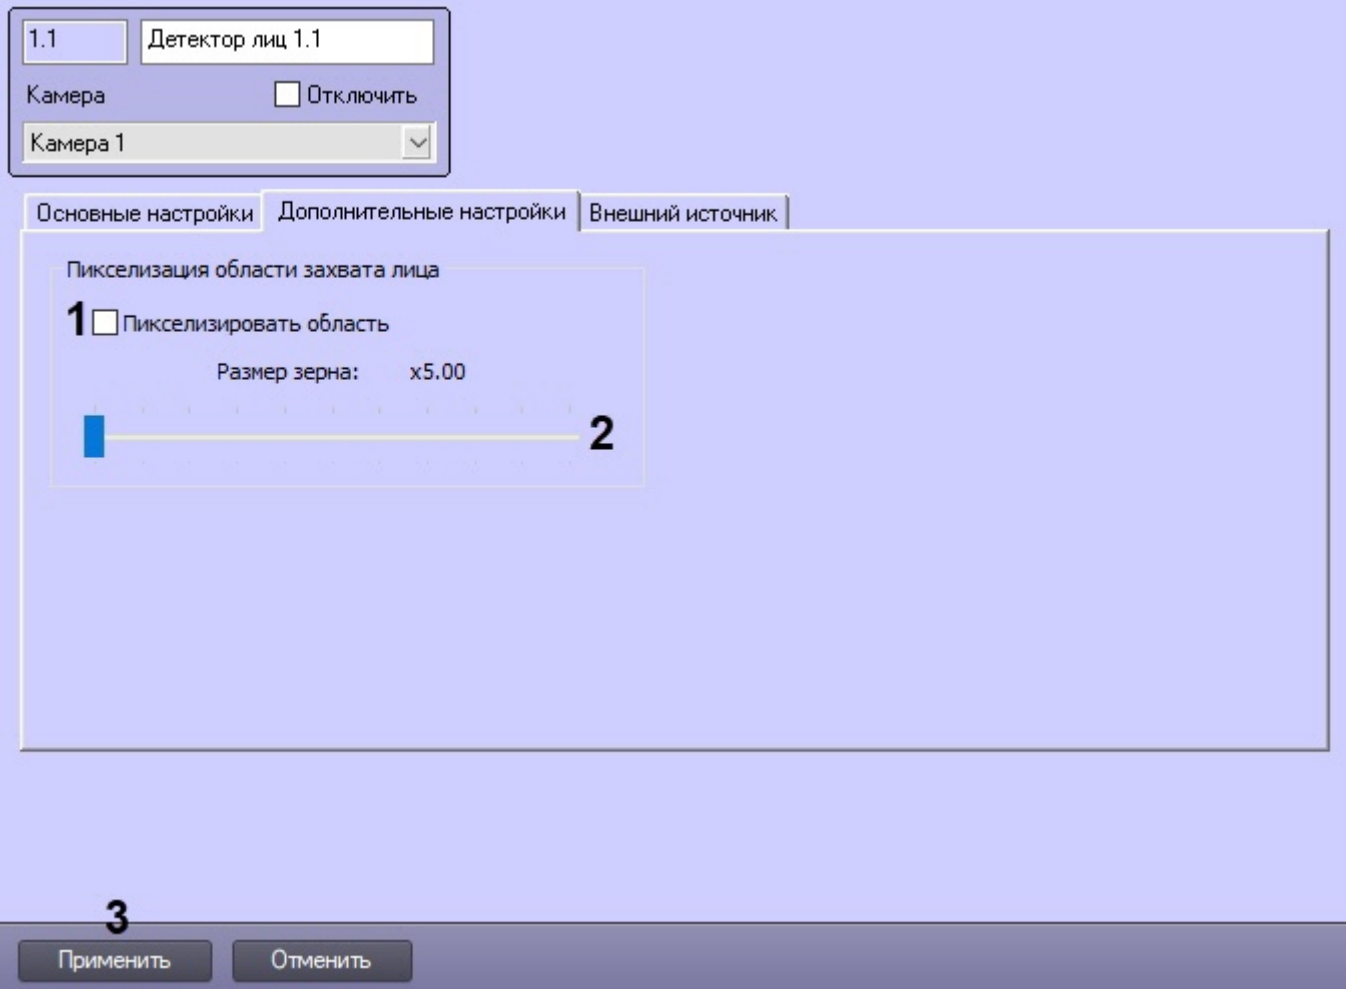 1.1 Детектор лиц 1.1
Камера Отключить
Камера 1
Основные настройки Дополнительные настройки Внешний источник
Пикселизация области захвата лица
1 Пикселизировать область
Размер зерна: x5.00
2
3
Применить Отменить